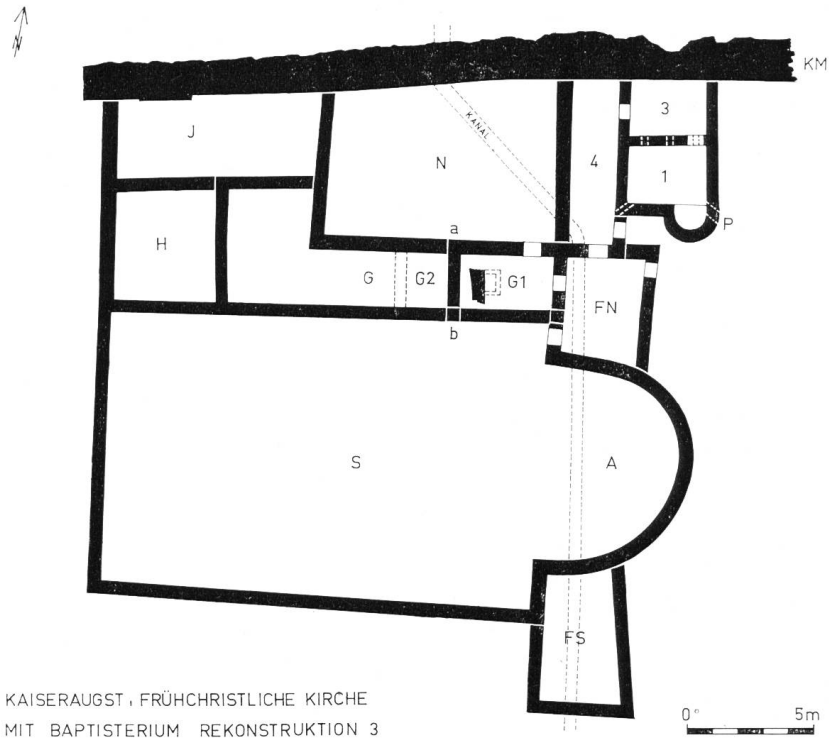 N
KM
J
3
KANAL
N
4
1
a
P
H
G
G2
G1
FN
b
S
A
FS
KAISERAUGST, FRÜHCHRISTLICHE KIRCHE
MIT BAPTISTERIUM REKONSTRUKTION 3
0° 5m